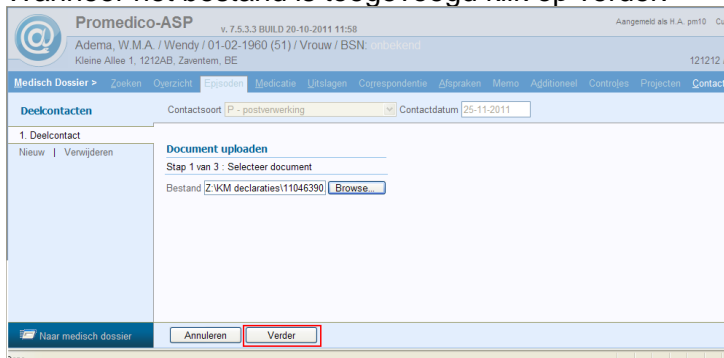 Wanneer het bestand is toegevoegd klik op Verder.
Promedico-ASP v. 7.5.3.3 BUILD 20-10-2011 11:58 Aangemeld als H.A. pm10
Adema, W.M.A. / Wendy / 01-02-1960 (51) / Vrouw / BSN: onbekend
Kleine Allee 1, 1212AB, Zaventem, BE 121212
Medisch Dossier > Zoeken Overzicht Episoden Medicatie Uitslagen Correspondentie Afspraken Memo Additioneel Controles Projecten Contact
Deelcontacten Contactsoort P - postverwerking Contactdatum 25-11-2011
1. Deelcontact
Nieuw | Verwijderen
Document uploaden
Stap 1 van 3 : Selecteer document
Bestand Z:\KM declaraties\11046390 Browse...
Naar medisch dossier Annuleren Verder